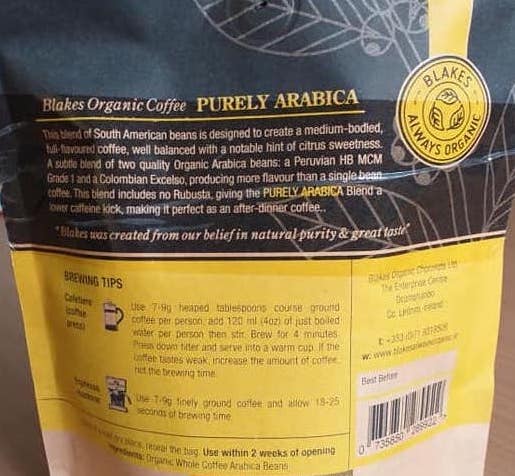 BLAKES
ALWAYS ORGANIC
Blakes Organic Coffee PURELY ARABICA
This blend of South American beans is designed to create a medium-bodied,
full-flavoured coffee, well balanced with a notable hint of citrus sweetness.
A subtle blend of two quality Organic Arabica beans: a Peruvian HB MCM
Grade 1 and a Colombian Excelso, producing more flavour than a single bean
coffee. This blend includes no Rubusta, giving the PURELY ARABICA Blend a
lower caffeine kick, making it perfect as an after-dinner coffee..
"Blakes was created from our belief in natural purity & great taste"
BREWING TIPS
Cafetiere
(coffee
press)
Use 7-9g heaped tablespoons course ground
coffee per person, add 120 ml (4oz) of just boiled
water per person then stir. Brew for 4 minutes.
Press down filter and serve into a warm cup. If the
coffee tastes weak, increase the amount of coffee,
not the brewing time.
Espresso
machine
Use 7-9g finely ground coffee and allow 18-25
seconds of brewing time.
dry place, reseal the bag. Use within 2 weeks of opening
Ingredients: Organic Whole Coffee Arabica Beans
Blakes Organic Chocolate Ltd.
The Enterprise Centre
Drumshanbo
Co. Leitrim, Ireland
w: www.blakesalwaysorganic.ie
Best Before